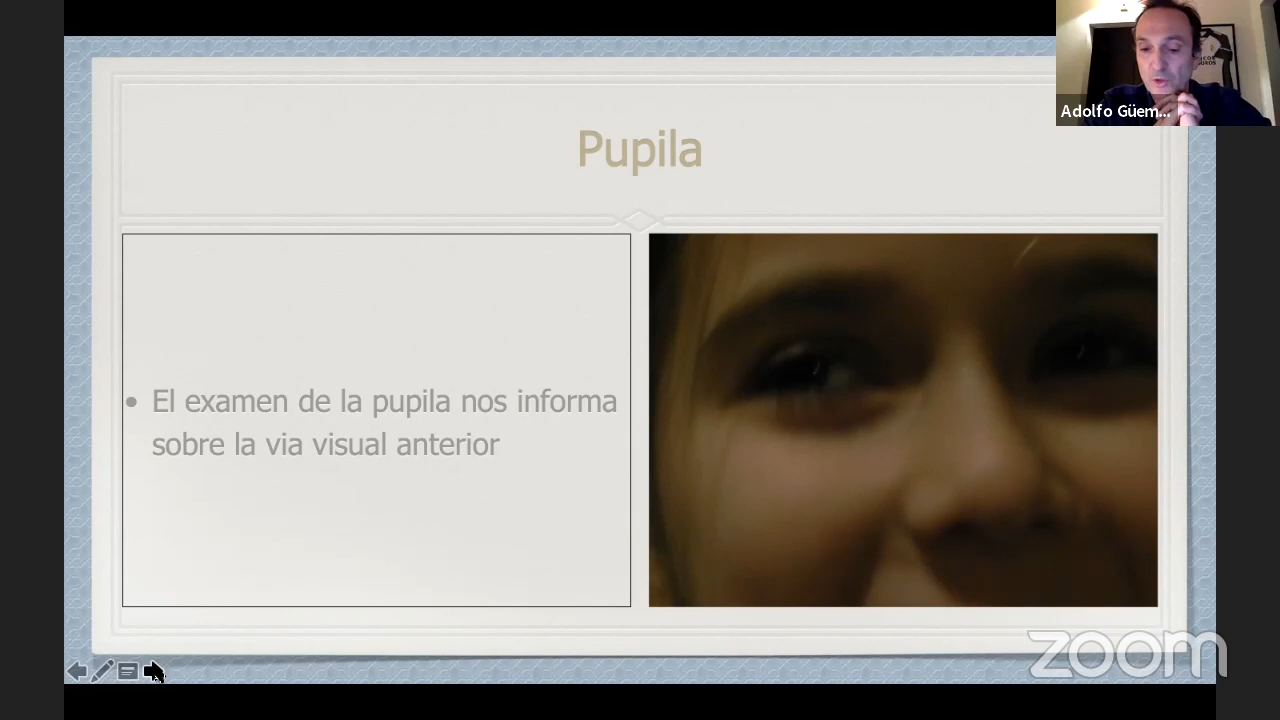 Adolfo Güem...
Pupila
• El examen de la pupila nos informa
sobre la via visual anterior
zoom